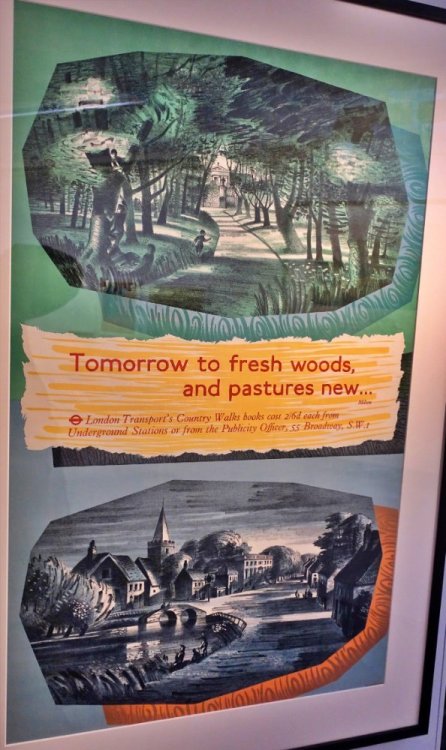 Tomorrow to fresh woods,
and pastures new...
Milton
London Transport's Country Walks books cost 2/6d each from
Underground Stations or from the Publicity Officer, 55 Broadway, S.W.1